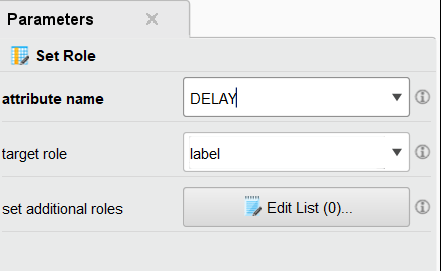 Parameters
Set Role
attribute name DELAY
target role label
set additional roles Edit List (0)...